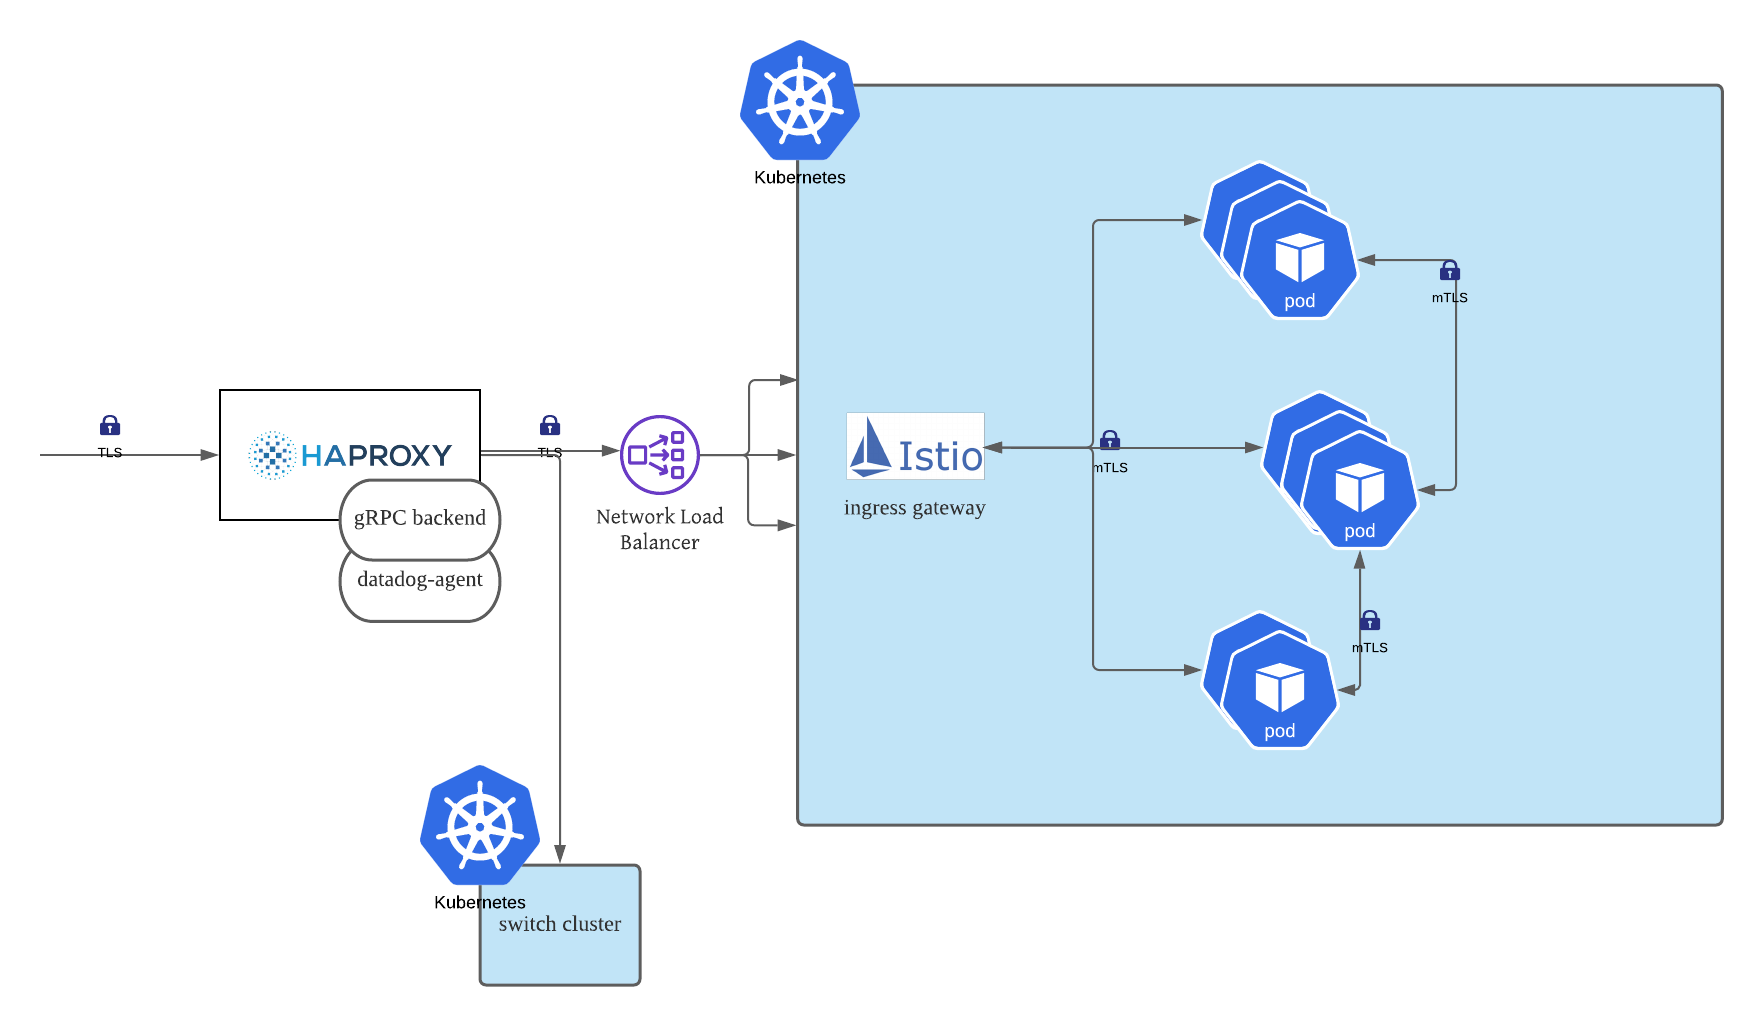 Kubernetes
pod
mTLS
TLS
HAPROXY
TLS
Istio
mTLS
ingress gateway
pod
gRPC backend
datadog-agent
Network Load
Balancer
mTLS
pod
Kubernetes
switch cluster